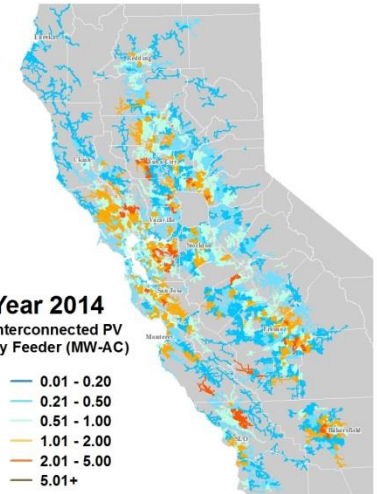 Eureka
Redding
Ukiah
Yuba City
Vacaville
Stockton
San Jose
Monterey
Fresno
SLO
Bakersfield
Year 2014
nterconnected PV
y Feeder (MW-AC)
0.01 - 0.20
0.21 - 0.50
0.51 - 1.00
1.01 - 2.00
2.01 - 5.00
5.01+